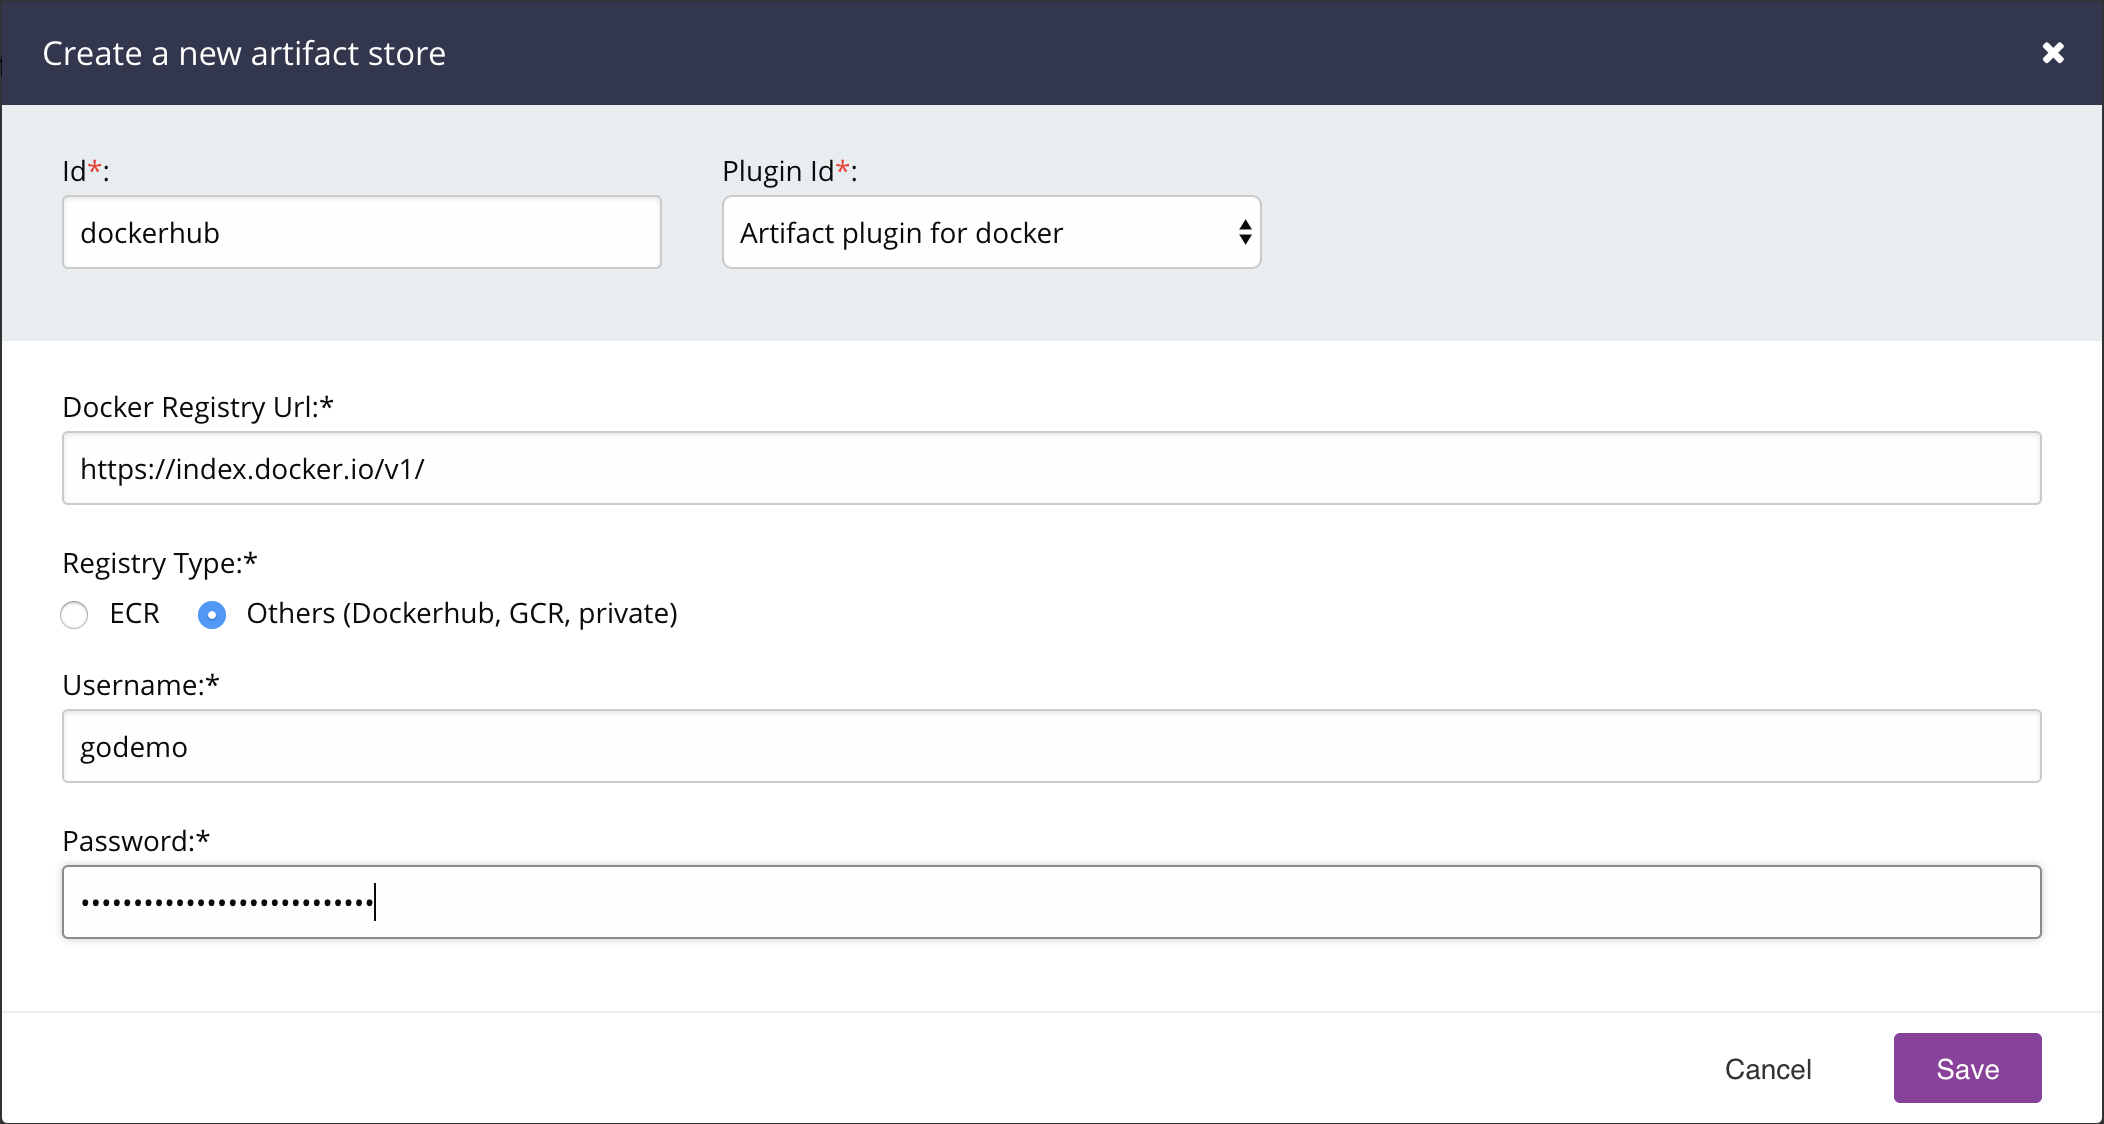 Create a new artifact store
Id*: Plugin Id*:
dockerhub Artifact plugin for docker
Docker Registry Url:*
https://index.docker.io/v1/
Registry Type:*
ECR Others (Dockerhub, GCR, private)
Username:*
godemo
Password:*
••••••••••••••••••••••••••••
Cancel Save